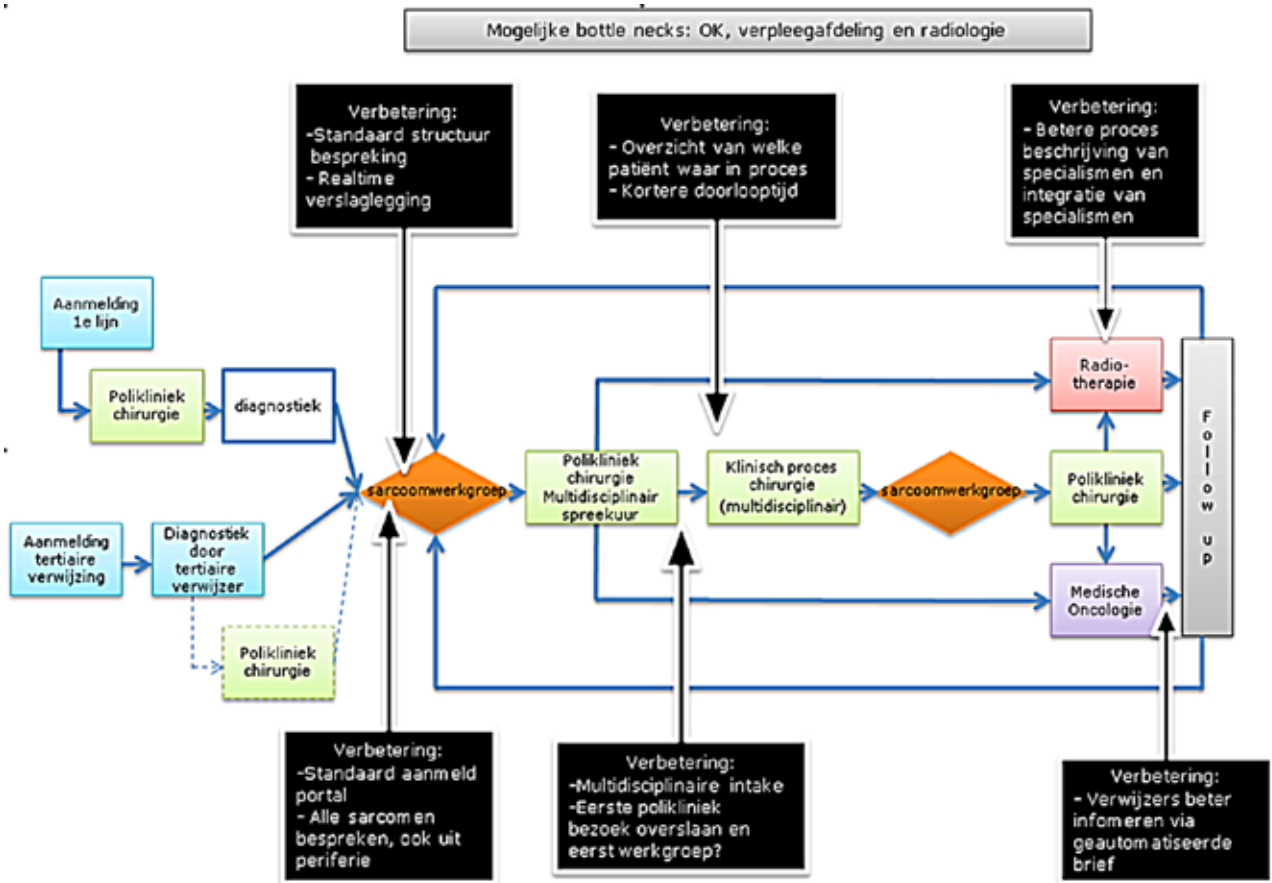 Mogelijke bottle necks: OK, verpleegafdeling en radiologie
Verbetering:
-Standaard structuur
bespreking
- Realtime
verslaglegging
Verbetering:
- Overzicht van welke
patiënt waar in proces
- Kortere doorlooptijd
Verbetering:
- Betere proces
beschrijving van
specialismen en
integratie van
specialismen
Aanmelding
1e lijn
Polikliniek
chirurgie
diagnostiek
sarcoomwerkgroep
Polikliniek
chirurgie
Multidisciplinair
spreekuur
Klinisch proces
chirurgie
(multidisciplinair)
sarcoomwerkgroep
Radio-
therapie
Polikliniek
chirurgie
Medische
Oncologie
Follow up
Aanmelding
tertiaire
verwijzing
Diagnostiek
door
tertiaire
verwijzer
Polikliniek
chirurgie
Verbetering:
-Standaard aanmeld
portal
- Alle sarcomen
bespreken, ook uit
periferie
Verbetering:
-Multidisciplinaire intake
-Eerste polikliniek
bezoek overslaan en
eerst werkgroep?
Verbetering:
- Verwijzers beter
infomeren via
geautomatiseerde
brief